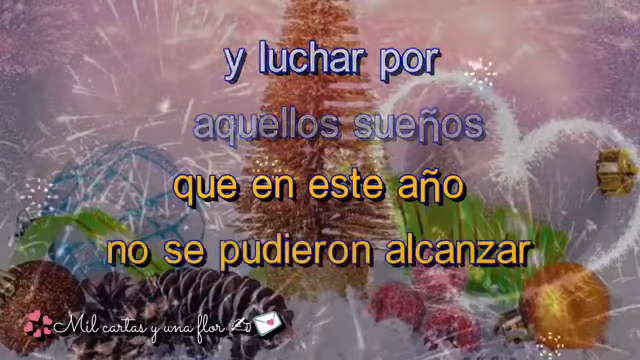 y luchar por
aquellos sueños
que en este año
no se pudieron alcanzar
💞Mil cartas y una flor ✍💌